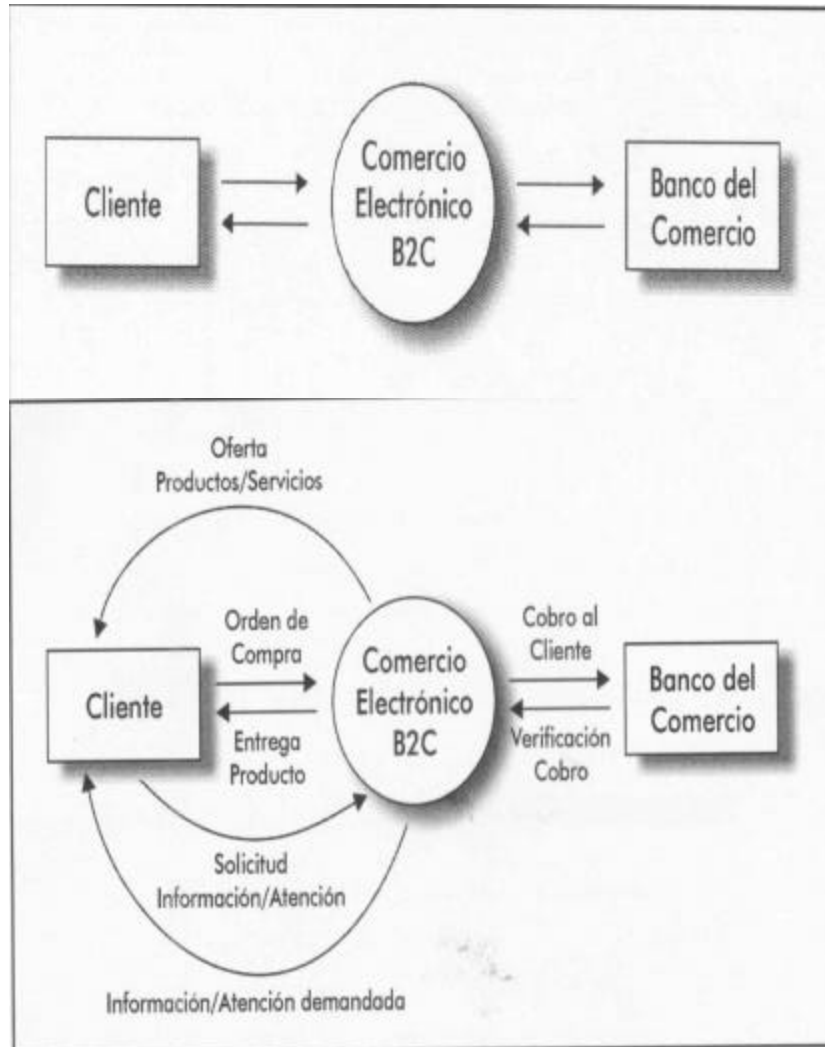 Cliente
Comercio
Electrónico
B2C
Banco del
Comercio
Oferta
Productos/Servicios
Orden de
Compra
Cliente
Entrega
Producto
Comercio
Electrónico
B2C
Cobro al
Cliente
Verificación
Cobro
Banco del
Comercio
Solicitud
Información/Atención
Información/Atención demandada